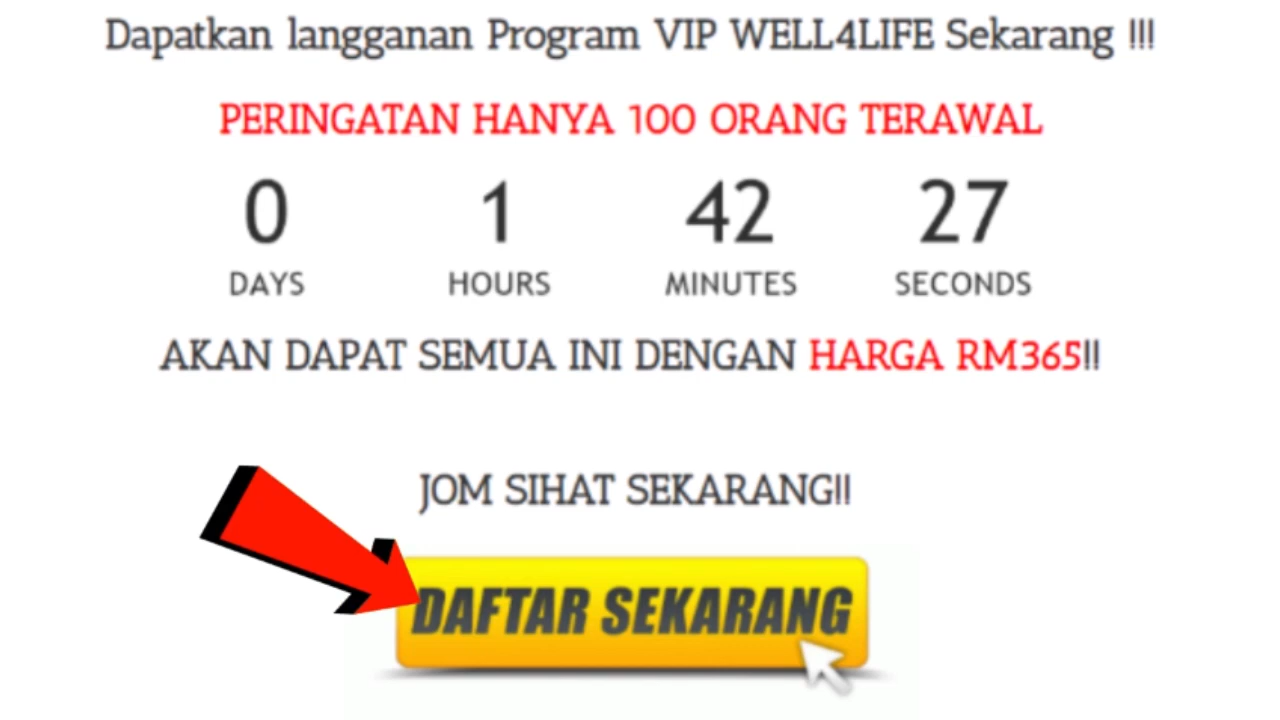 Dapatkan langganan Program VIP WELL4LIFE Sekarang !!!
PERINGATAN HANYA 100 ORANG TERAWAL
0 1 42 27
DAYS HOURS MINUTES SECONDS
AKAN DAPAT SEMUA INI DENGAN HARGA RM365!!
JOM SIHAT SEKARANG!!
DAFTAR SEKARANG